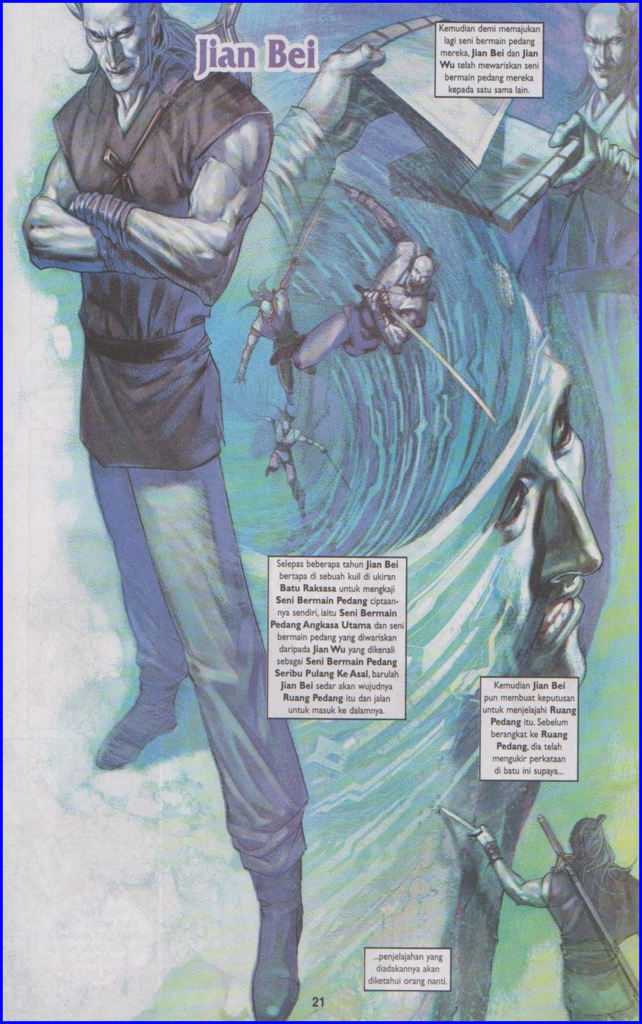 Jian Bei
Kemudian demi memajukan
lagi seni bermain pedang
mereka, Jian Bei dan Jian
Wu telah mewariskan seni
bermain pedang mereka
kepada satu sama lain.
Selepas beberapa tahun Jian Bei
bertapa di sebuah kuil di ukiran
Batu Raksasa untuk mengkaji
Seni Bermain Pedang ciptaan-
nya sendiri, iaitu Seni Bermain
Pedang Angkasa Utama dan seni
bermain pedang yang diwariskan
daripada Jian Wu yang dikenali
sebagai Seni Bermain Pedang
Seribu Pulang Ke Asal, barulah
Jian Bei sedar akan wujudnya
Ruang Pedang itu dan jalan
untuk masuk ke dalamnya.
Kemudian Jian Bei
pun membuat keputusan
untuk menjelajahi Ruang
Pedang itu. Sebelum
berangkat ke Ruang
Pedang, dia telah
mengukir perkataan
di batu ini supaya...
...penjelajahan yang
diadakannya akan
diketahui orang nanti.
21